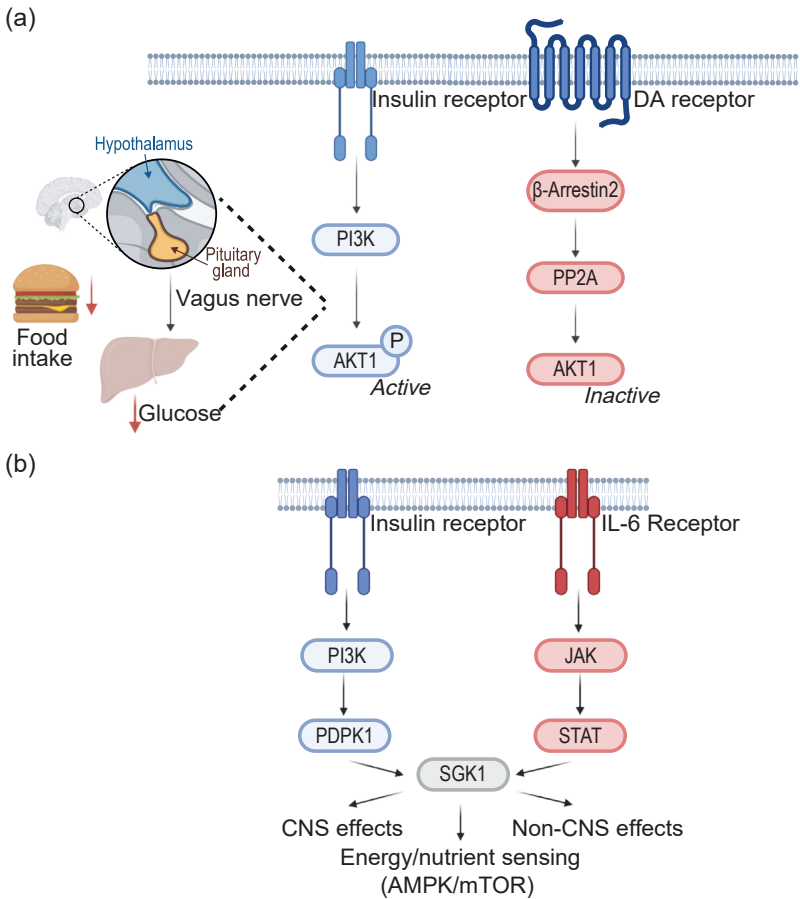 (a)
Insulin receptor
DA receptor
Hypothalamus
Pituitary
gland
Vagus nerve
Food
intake
Glucose
PI3K
AKT1
P
Active
β-Arrestin2
PP2A
AKT1
Inactive
(b)
Insulin receptor
IL-6 Receptor
PI3K
JAK
PDPK1
STAT
SGK1
CNS effects
Non-CNS effects
Energy/nutrient sensing
(AMPK/mTOR)